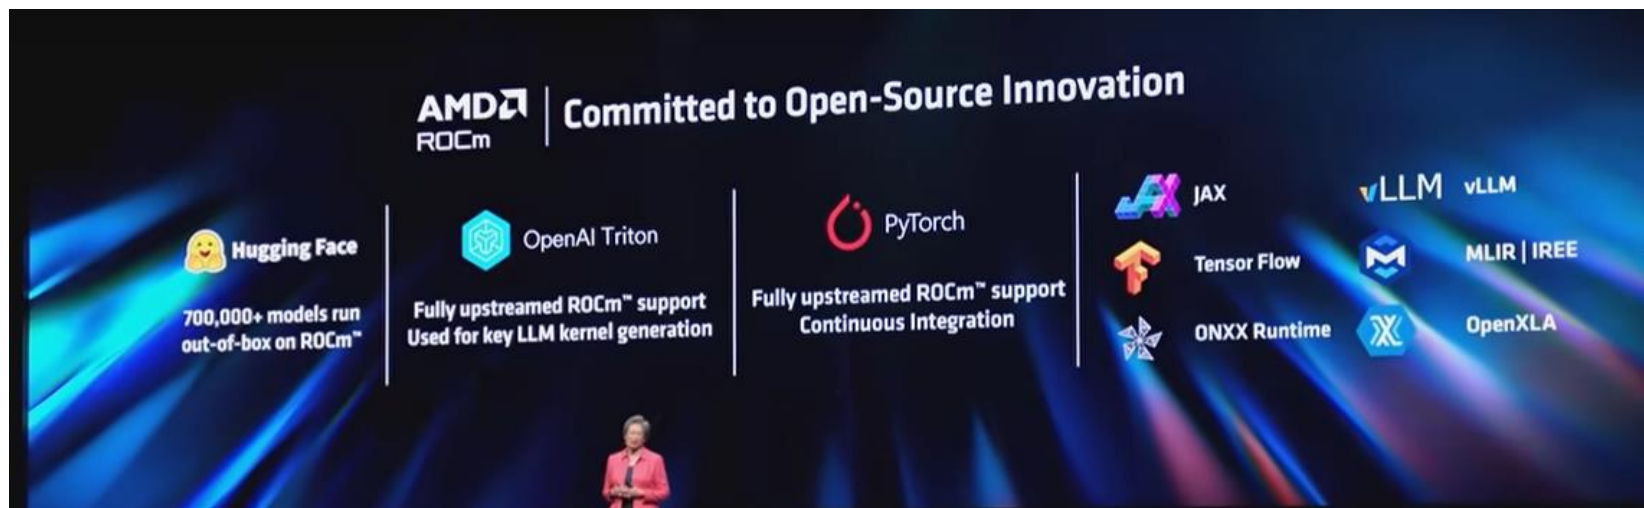 AMD
ROCm
Committed to Open-Source Innovation
Hugging Face
700,000+ models run
out-of-box on ROCm™
OpenAI Triton
Fully upstreamed ROCm™ support
Used for key LLM kernel generation
PyTorch
Fully upstreamed ROCm™ support
Continuous Integration
JAX
JAX
Tensor Flow
ONXX Runtime
vLLM
vLLM
MLIR | IREE
OpenXLA